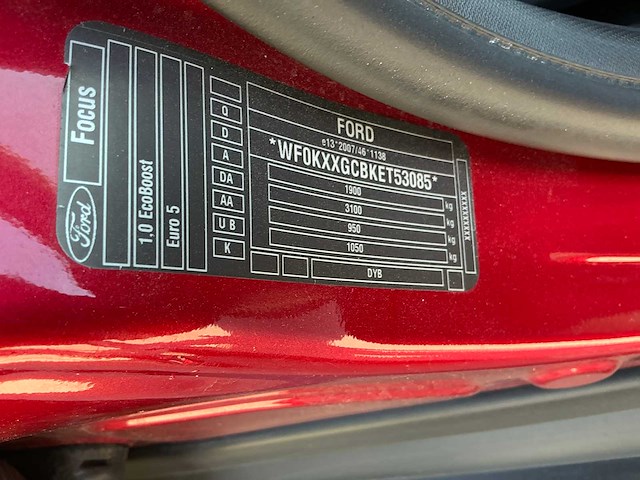 Ford
Focus
1,0 EcoBoost
Euro 5
Q
D
A
DA
AA
U B
K
FORD
e13*2007/46*1138
*WF0KXXGCBKET53085*
1900 kg
3100 kg
950 kg
1050 kg
DYB